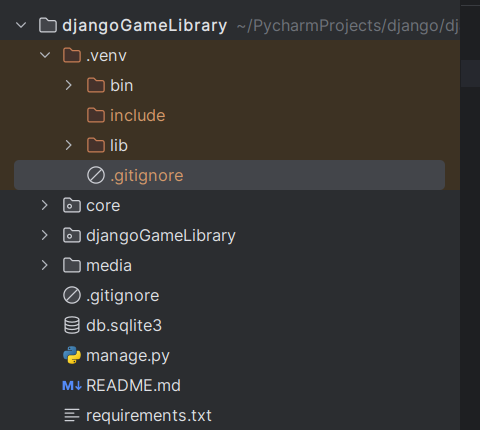 djangoGameLibrary ~/PycharmProjects/django/dj
.venv
bin
include
lib
.gitignore
core
djangoGameLibrary
media
.gitignore
db.sqlite3
manage.py
M↓ README.md
requirements.txt